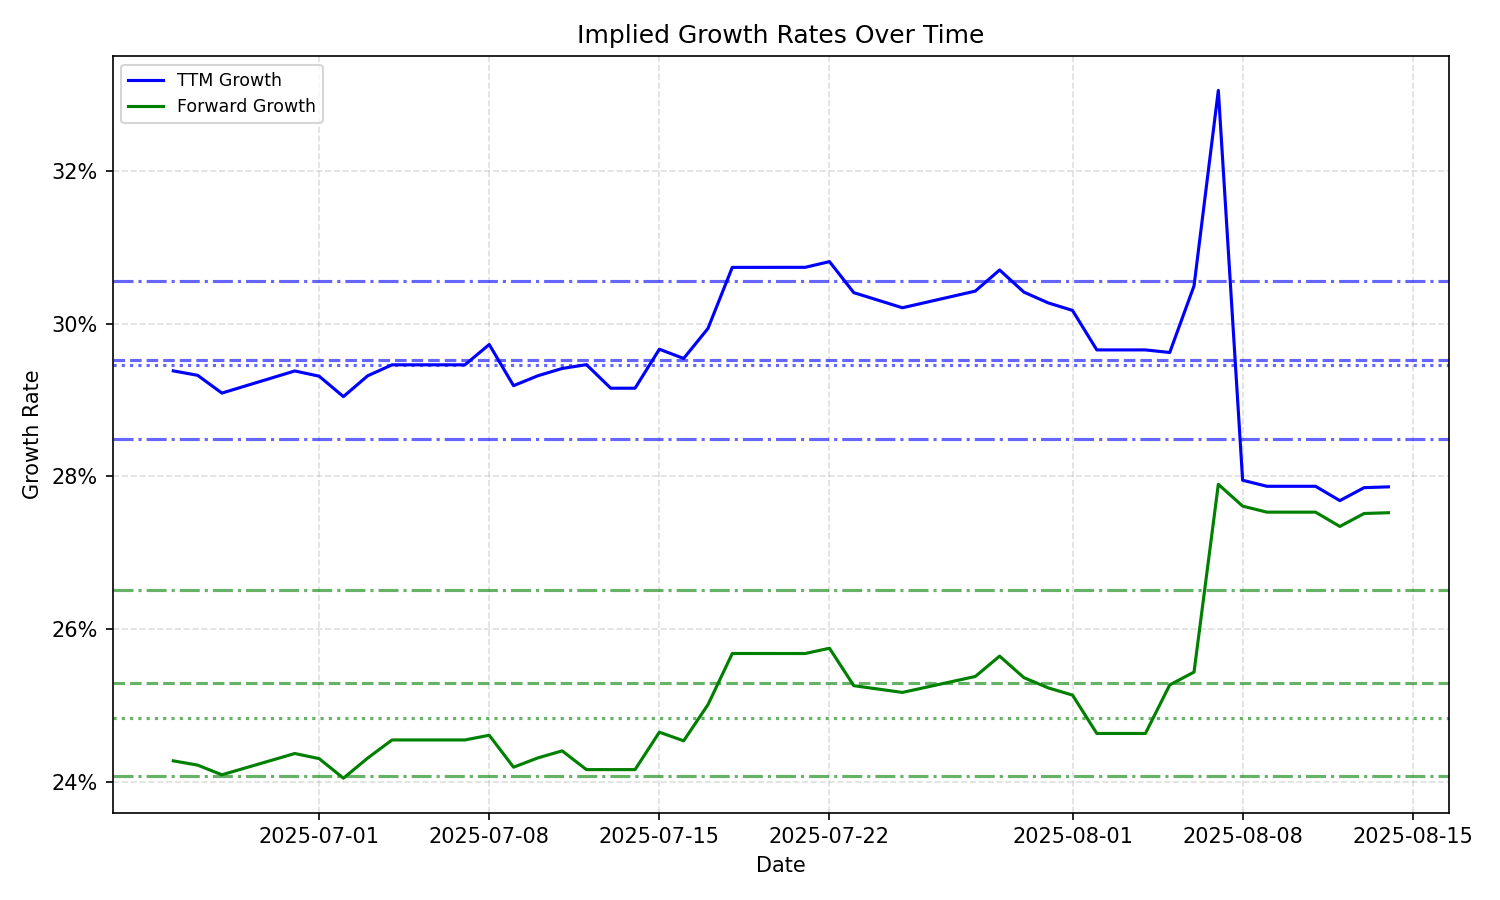 Implied Growth Rates Over Time
TTM Growth
Forward Growth
32%
30%
28%
26%
24%
Growth Rate
2025-07-01 2025-07-08 2025-07-15 2025-07-22 2025-08-01 2025-08-08 2025-08-15
Date